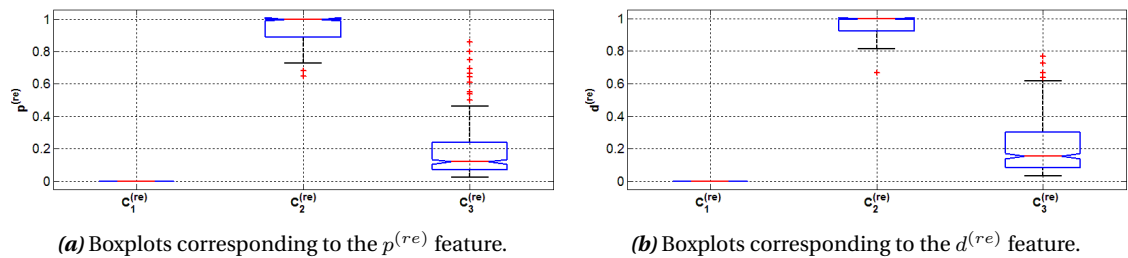 1
0.8
0.6
0.4
0.2
0
p^(re)
C_1^(re) C_2^(re) C_3^(re)
(a) Boxplots corresponding to the p^(re) feature.
1
0.8
0.6
0.4
0.2
0
d^(re)
C_1^(re) C_2^(re) C_3^(re)
(b) Boxplots corresponding to the d^(re) feature.